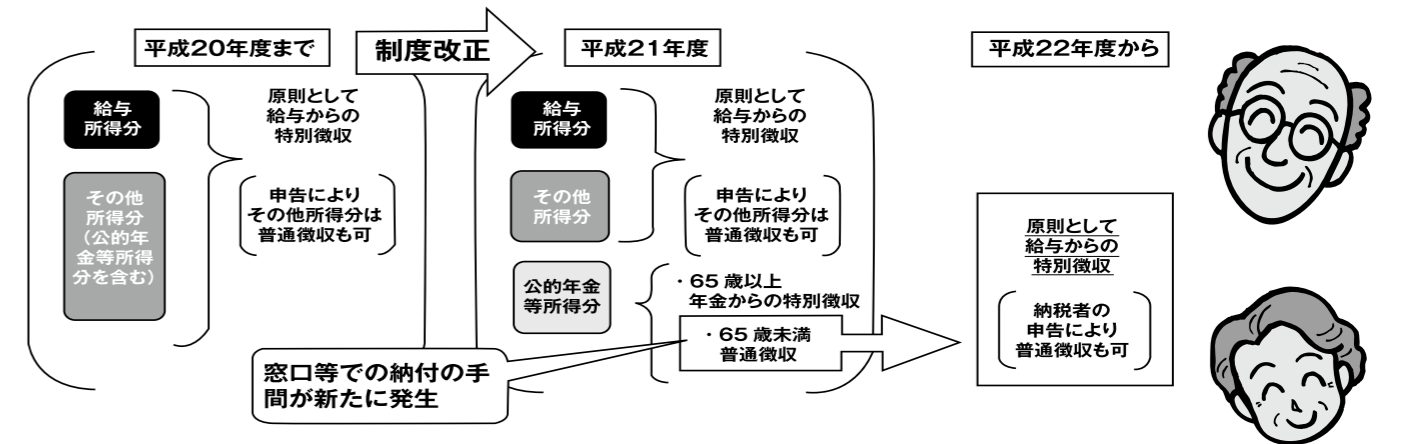 平成20年度まで
給与
所得分
その他
所得分
（公的年
金等所得
分を含む）
原則として
給与からの
特別徴収
申告により
その他所得分は
普通徴収も可
制度改正
平成21年度
給与
所得分
その他
所得分
公的年金
等所得分
原則として
給与からの
特別徴収
申告により
その他所得分は
普通徴収も可
・65 歳以上
年金からの特別徴収
・65 歳未満
普通徴収
窓口等での納付の手
間が新たに発生
平成22年度から
原則として
給与からの
特別徴収
納税者の
申告により
普通徴収も可